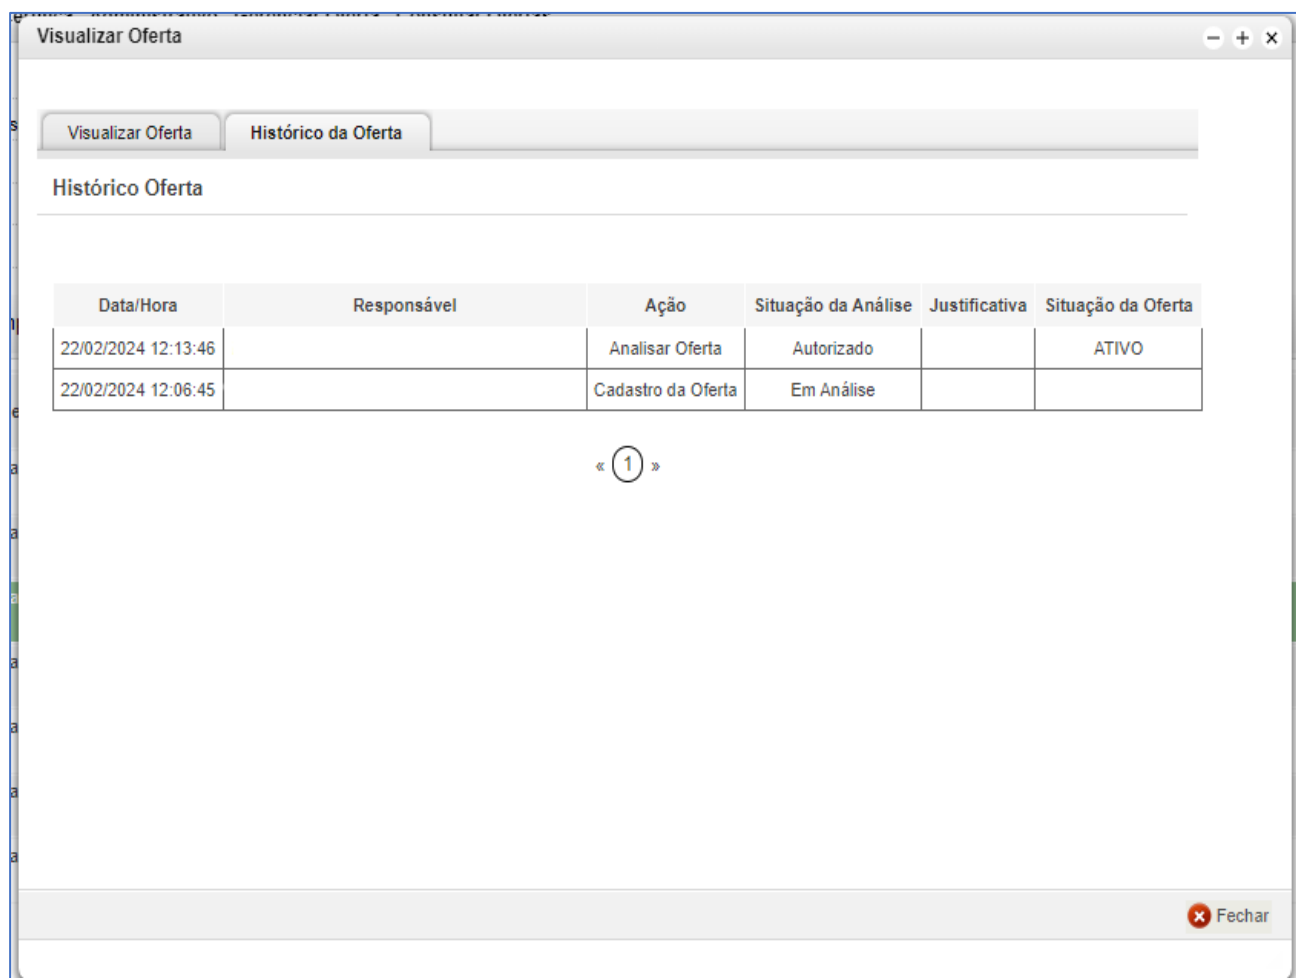 Visualizar Oferta
Visualizar Oferta Histórico da Oferta
Histórico Oferta
Data/Hora Responsável Ação Situação da Análise Justificativa Situação da Oferta
22/02/2024 12:13:46 Analisar Oferta Autorizado ATIVO
22/02/2024 12:06:45 Cadastro da Oferta Em Análise
« 1 »
Fechar